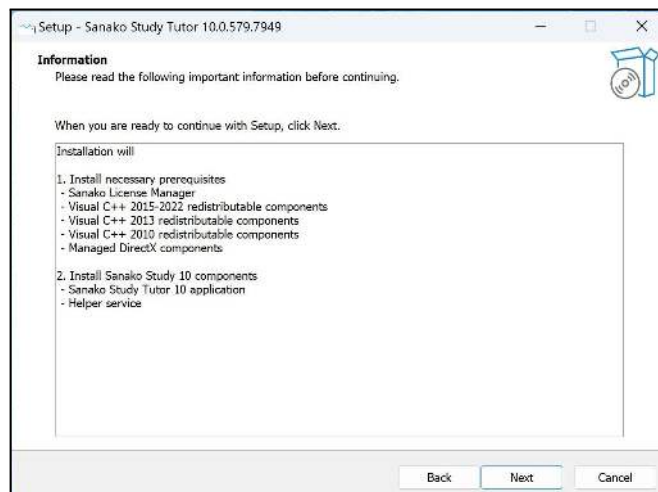 Setup - Sanako Study Tutor 10.0.579.7949
Information
Please read the following important information before continuing.
When you are ready to continue with Setup, click Next.
Installation will
1. Install necessary prerequisites
- Sanako License Manager
- Visual C++ 2015-2022 redistributable components
- Visual C++ 2013 redistributable components
- Visual C++ 2010 redistributable components
- Managed DirectX components
2. Install Sanako Study 10 components
- Sanako Study Tutor 10 application
- Helper service
Back Next Cancel